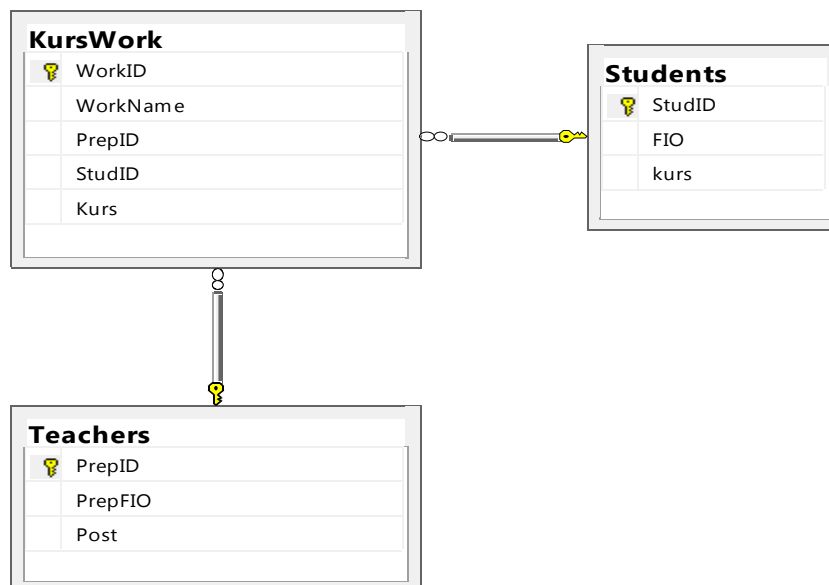 KursWork
WorkID
WorkName
PrepID
StudID
Kurs
Students
StudID
FIO
kurs
Teachers
PrepID
PrepFIO
Post